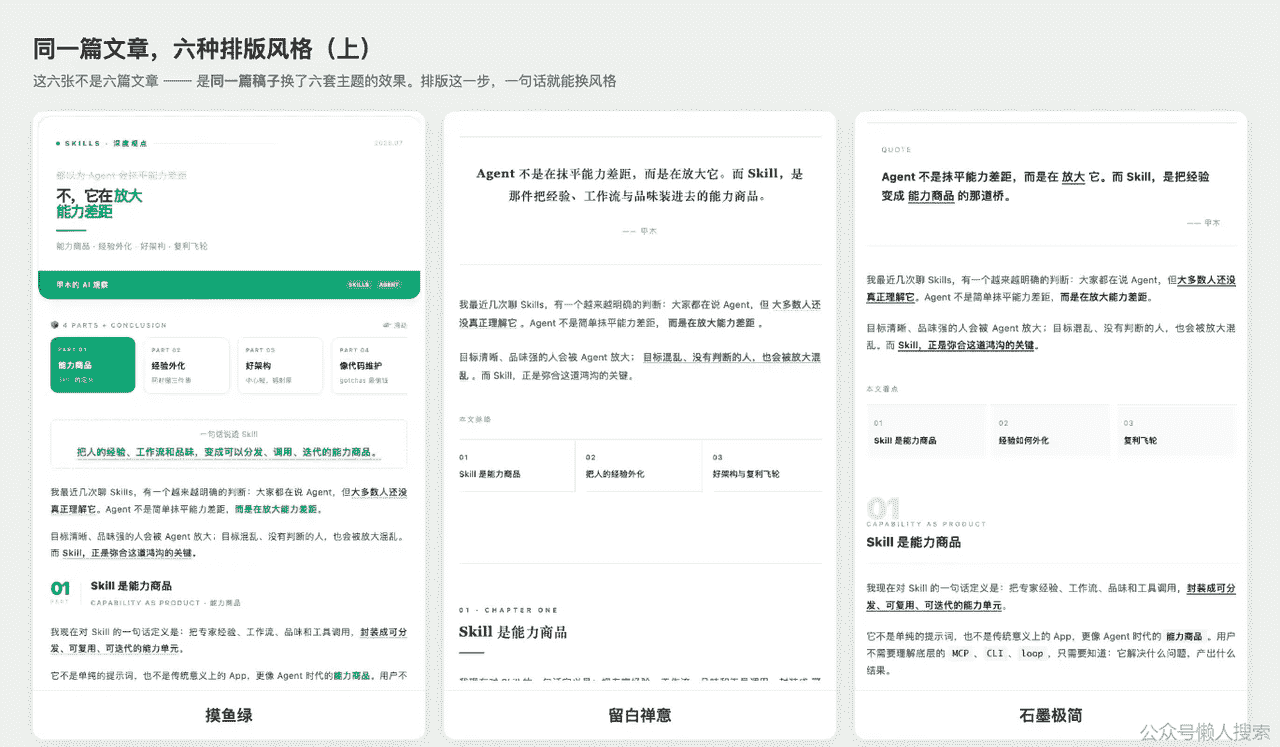 同一篇文章，六种排版风格（上）
这六张不是六篇文章 —— 是同一篇稿子换了六套主题的效果。排版这一步，一句话就能换风格
SKILLS · 深度观点
不，它在放大
能力差距
能力商品 · 经验外化 · 好架构 · 复利飞轮
甲木的 AI 观察
SKILLS AGENT
4 PARTS + CONCLUSION
PART 01
能力商品
PART 02
经验外化
PART 03
好架构
PART 04
像代码维护
一句话说透 Skill
把人的经验、工作流和品味，变成可以分发、调用、迭代的能力商品。
我最近几次聊 Skills，有一个越来越明确的判断：大家都在说 Agent，但大多数人还没
真正理解它。Agent 不是简单抹平能力差距，而是在放大能力差距。
目标清晰、品味强的人会被 Agent 放大；目标混乱、没有判断的人，也会被放大混乱。
而 Skill，正是弥合这道鸿沟的关键。
01
Skill 是能力商品
CAPABILITY AS PRODUCT · 能力商品
我现在对 Skill 的一句话定义是：把专家经验、工作流、品味和工具调用，封装成可分
发、可复用、可迭代的能力单元。
它不是单纯的提示词，也不是传统意义上的 App，更像 Agent 时代的能力商品。用户不
摸鱼绿
Agent 不是在抹平能力差距，而是在放大它。而 Skill，是
那件把经验、工作流与品味装进去的能力商品。
—— 甲木
我最近几次聊 Skills，有一个越来越明确的判断：大家都在说 Agent，但 大多数人还
没真正理解它 。Agent 不是简单抹平能力差距， 而是在放大能力差距 。
目标清晰、品味强的人会被 Agent 放大； 目标混乱、没有判断的人，也会被放大混
乱 。而 Skill，正是弥合这道鸿沟的关键。
本文脉络
01
Skill 是能力商品
02
把人的经验外化
03
好架构与复利飞轮
01 · CHAPTER ONE
Skill 是能力商品
留白禅意
QUOTE
Agent 不是抹平能力差距，而是在 放大 它。而 Skill，是把经验
变成 能力商品 的那道桥。
—— 甲木
我最近几次聊 Skills，有一个越来越明确的判断：大家都在说 Agent，但大多数人还没
真正理解它。Agent 不是简单抹平能力差距，而是在放大能力差距。
目标清晰、品味强的人会被 Agent 放大；目标混乱、没有判断的人，也会被放大混
乱。而 Skill，正是弥合这道鸿沟的关键。
本文看点
01
Skill 是能力商品
02
经验如何外化
03
复利飞轮
01
CAPABILITY AS PRODUCT
Skill 是能力商品
我现在对 Skill 的一句话定义是：把专家经验、工作流、品味和工具调用，封装成可分
发、可复用、可迭代的能力单元。
它不是单纯的提示词，也不是传统意义上的 App，更像 Agent 时代的 能力商品 。用户
不需要理解底层的 MCP 、 CLI 、 loop ，只需要知道：它解决什么问题，产出什么
结果。
石墨极简
公众号懒人搜索